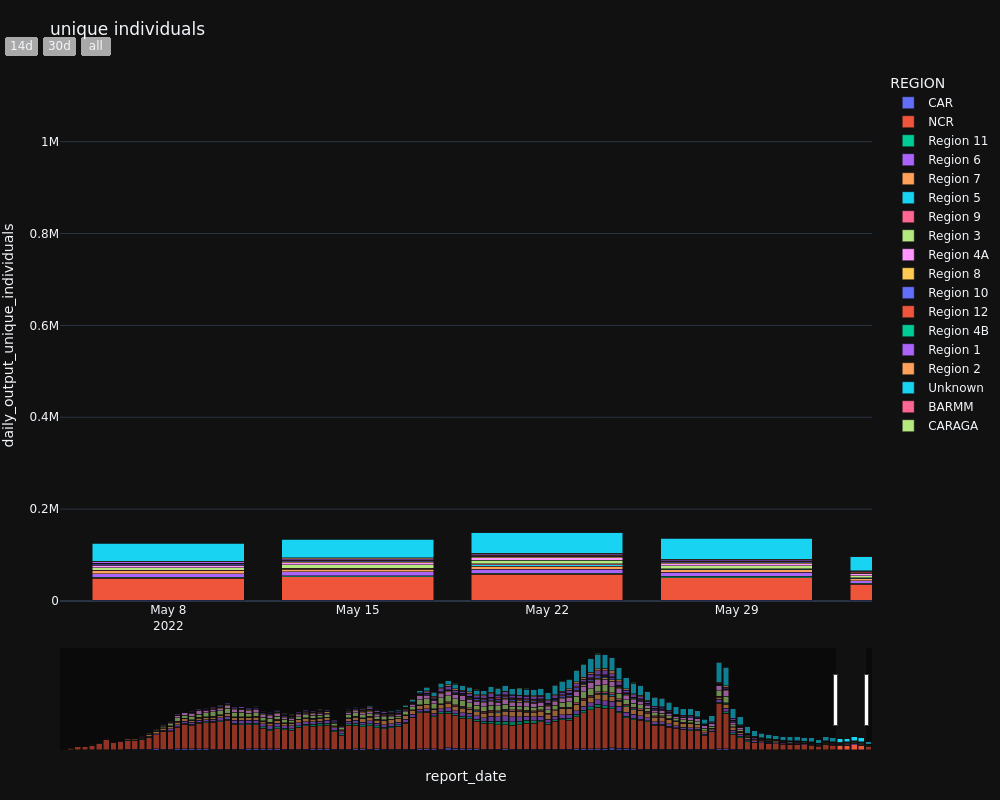 unique individuals
14d 30d all
REGION
CAR
NCR
Region 11
Region 6
Region 7
Region 5
Region 9
Region 3
Region 4A
Region 8
Region 10
Region 12
Region 4B
Region 1
Region 2
Unknown
BARMM
CARAGA
daily_output_unique_individuals
1M
0.8M
0.6M
0.4M
0.2M
0
May 8 May 15 May 22 May 29
2022
report_date